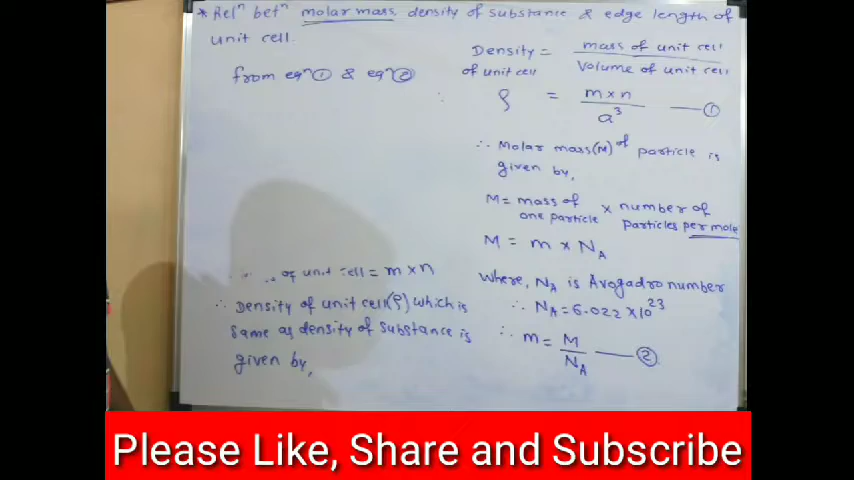 * Relⁿ betⁿ molar mass, density of substance & edge length of
unit cell.
from eqⁿ ① & eqⁿ ②
of unit cell = m × n
∴ Density of unit cell (ρ) which is
same as density of substance is
given by,
Density = mass of unit cell
of unit cell Volume of unit cell
ρ = m × n
a³ —— ①
∴ Molar mass (M) of particle is
given by,
M = mass of × number of
one particle particles per mole
M = m × N_A
Where, N_A is Avogadro number
∴ N_A = 6.022 × 10²³
∴ m = M
N_A —— ②
Please Like, Share and Subscribe